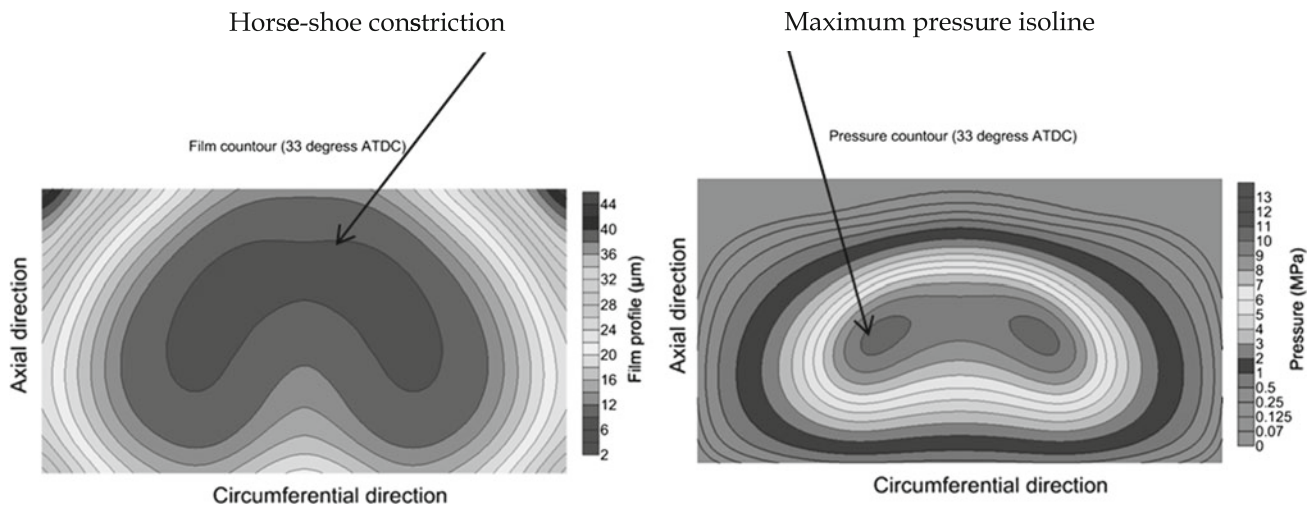 Horse-shoe constriction
Maximum pressure isoline
Film countour (33 degress ATDC)
Pressure countour (33 degress ATDC)
Axial direction
44
40
36
32
28
24
20
16
12
6
2
Film profile (μm)
Circumferential direction
Axial direction
13
12
11
10
9
8
7
6
5
4
3
2
1
0.5
0.25
0.125
0.07
0
Pressure (MPa)
Circumferential direction